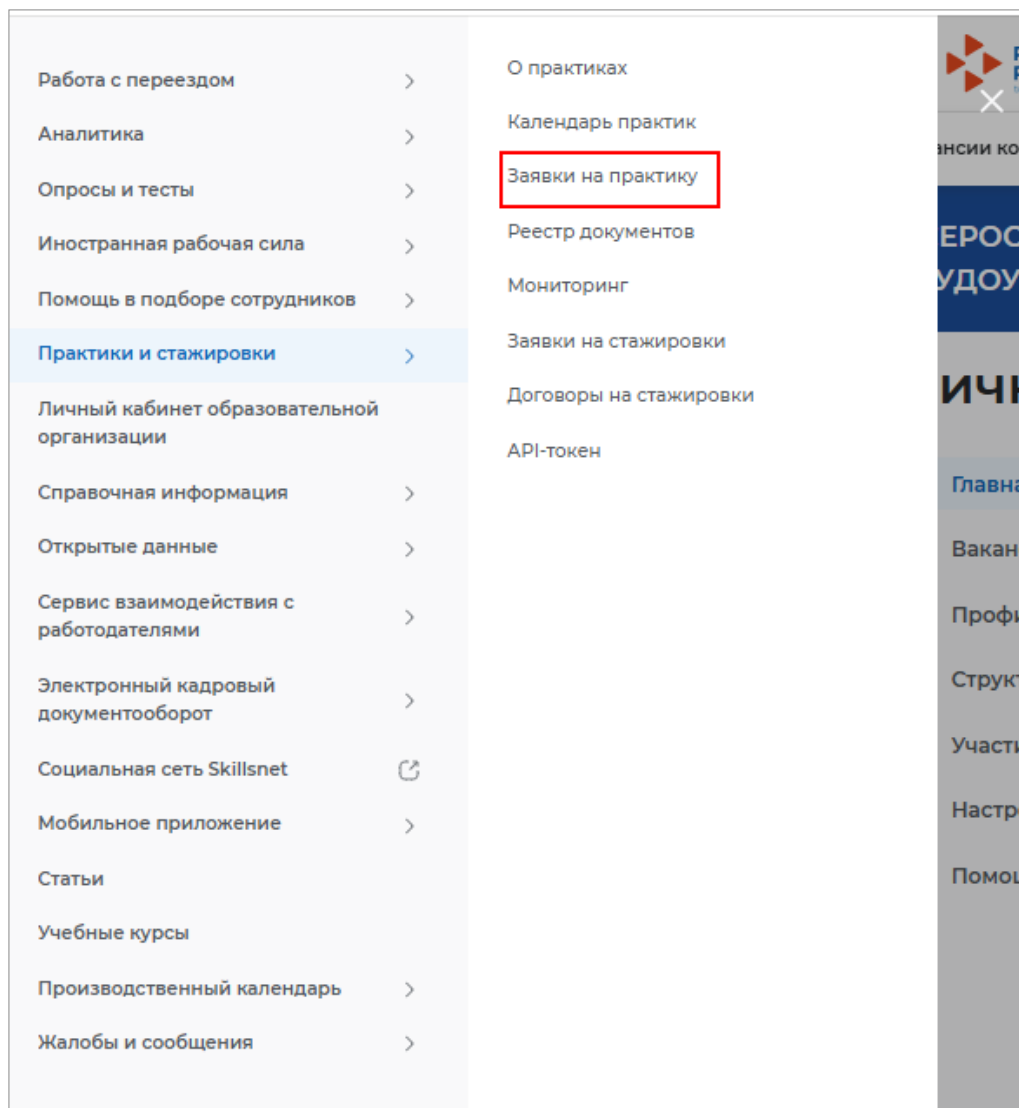 Работа с переездом
Аналитика
Опросы и тесты
Иностранная рабочая сила
Помощь в подборе сотрудников
Практики и стажировки
Личный кабинет образовательной
организации
Справочная информация
Открытые данные
Сервис взаимодействия с
работодателями
Электронный кадровый
документооборот
Социальная сеть Skillsnet
Мобильное приложение
Статьи
Учебные курсы
Производственный календарь
Жалобы и сообщения
О практиках
Календарь практик
Заявки на практику
Реестр документов
Мониторинг
Заявки на стажировки
Договоры на стажировки
API-токен